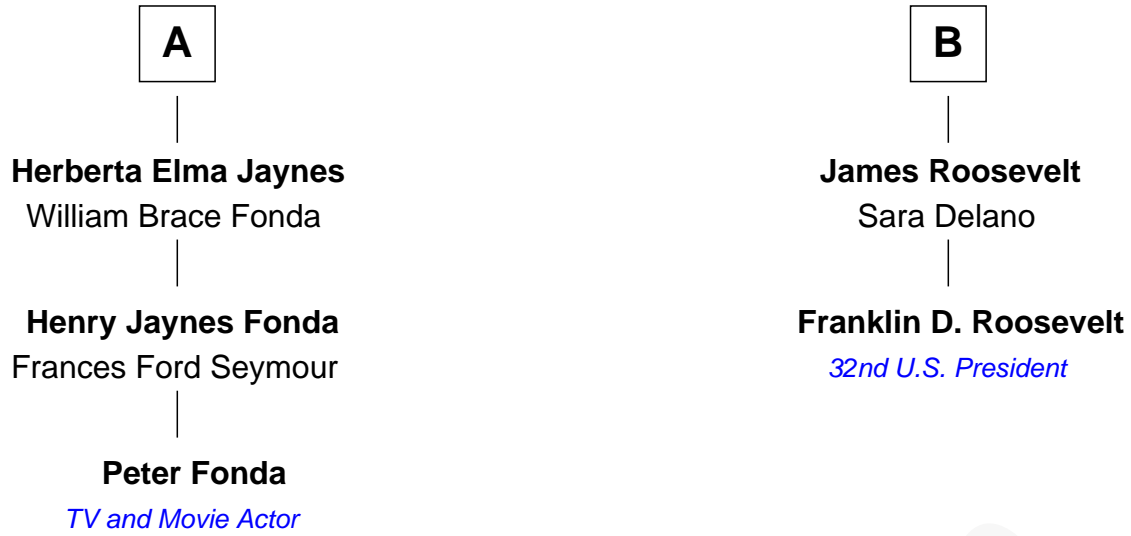 A
Herberta Elma Jaynes
William Brace Fonda
Henry Jaynes Fonda
Frances Ford Seymour
Peter Fonda
TV and Movie Actor
B
James Roosevelt
Sara Delano
Franklin D. Roosevelt
32nd U.S. President